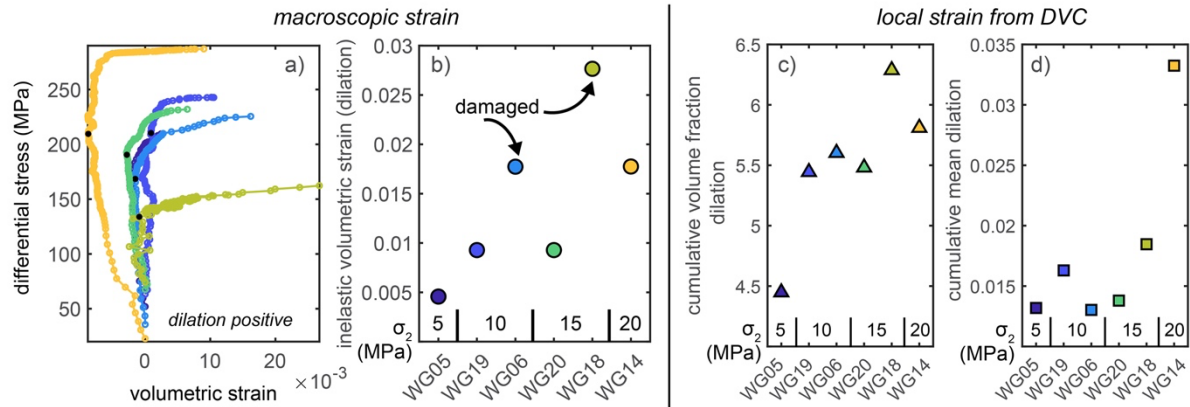 macroscopic strain
local strain from DVC
a)
differential stress (MPa)
250
200
150
100
50
dilation positive
0
10
20
× 10⁻³
volumetric strain
b)
inelastic volumetric strain (dilation)
0.03
0.025
0.02
0.015
0.01
0.005
damaged
σ₂
(MPa)
5
10
15
20
WG05
WG19
WG06
WG20
WG18
WG14
c)
cumulative volume fraction
dilation
6.5
6
5.5
5
4.5
σ₂
(MPa)
5
10
15
20
WG05
WG19
WG06
WG20
WG18
WG14
d)
cumulative mean dilation
0.035
0.03
0.025
0.02
0.015
0.01
σ₂
(MPa)
5
10
15
20
WG05
WG19
WG06
WG20
WG18
WG14